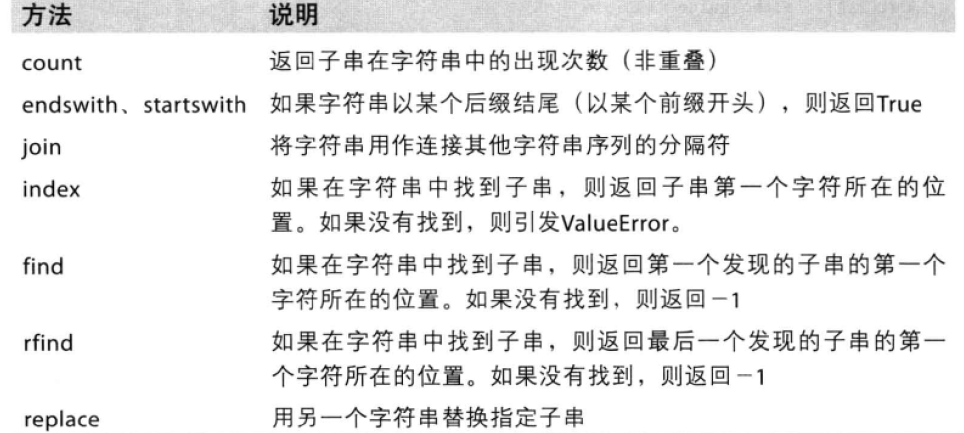 方法 说明
count 返回子串在字符串中的出现次数（非重叠）
endswith、startswith 如果字符串以某个后缀结尾（以某个前缀开头），则返回True
join 将字符串用作连接其他字符串序列的分隔符
index 如果在字符串中找到子串，则返回子串第一个字符所在的位
置。如果没有找到，则引发ValueError。
find 如果在字符串中找到子串，则返回第一个发现的子串的第一个
字符所在的位置。如果没有找到，则返回－1
rfind 如果在字符串中找到子串，则返回最后一个发现的子串的第一
个字符所在的位置。如果没有找到，则返回－1
replace 用另一个字符串替换指定子串